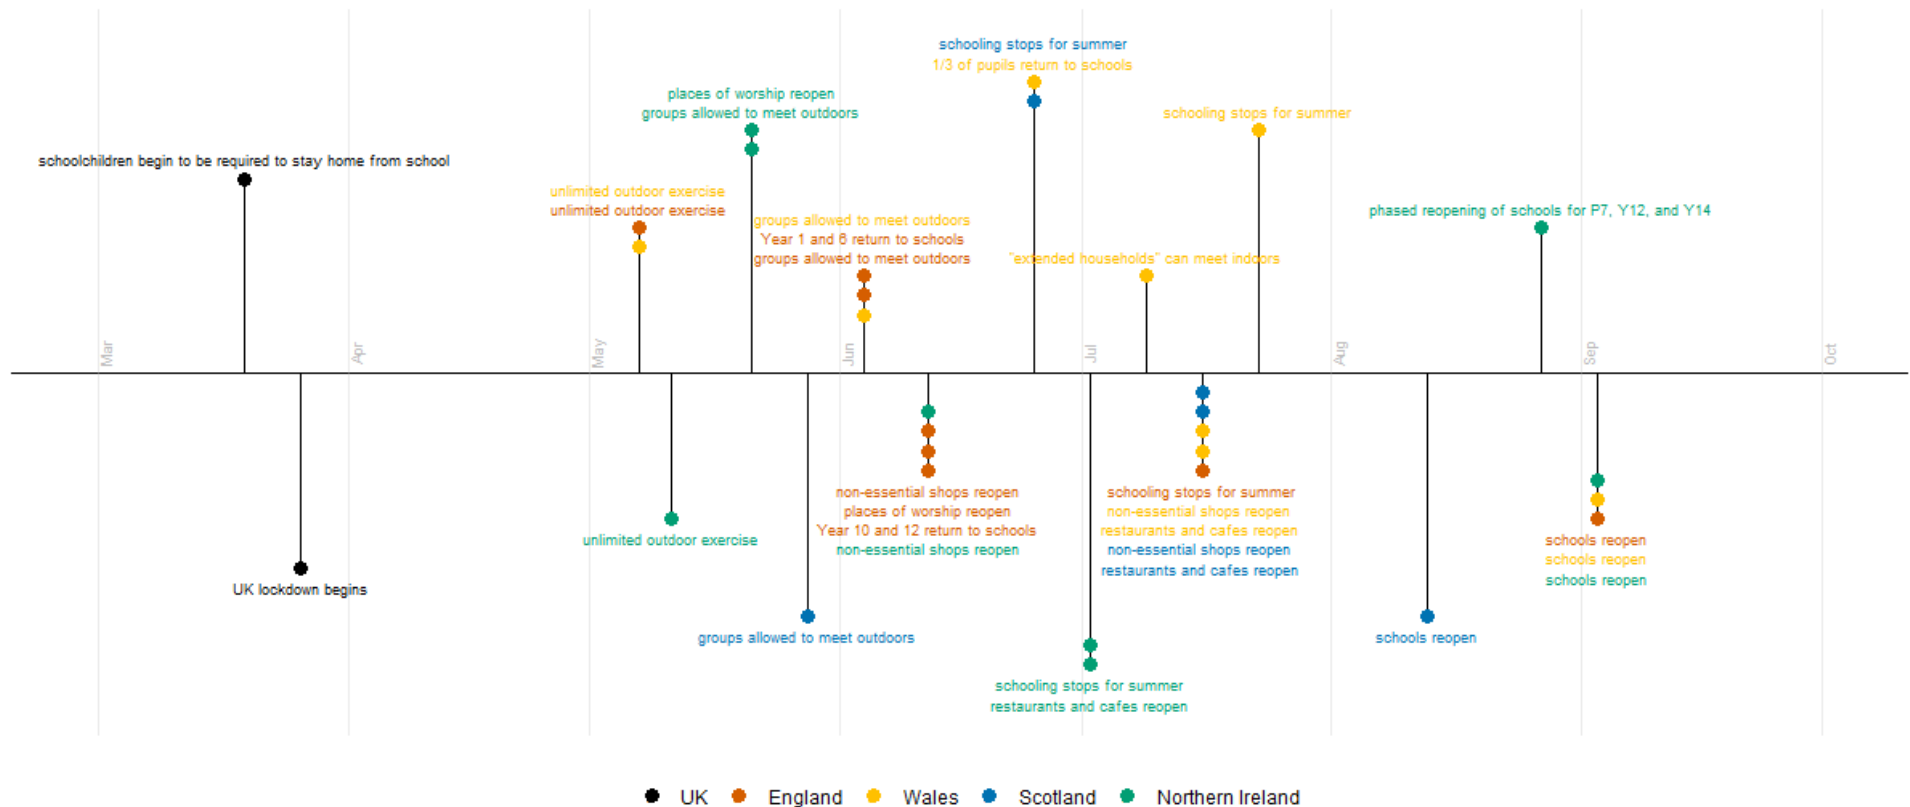 schooling stops for summer
1/3 of pupils return to schools
places of worship reopen
groups allowed to meet outdoors
schooling stops for summer
schoolchildren begin to be required to stay home from school
unlimited outdoor exercise
unlimited outdoor exercise
groups allowed to meet outdoors
Year 1 and 6 return to schools
groups allowed to meet outdoors
"extended households" can meet indoors
phased reopening of schools for P7, Y12, and Y14
Mar
Apr
May
Jun
Jul
Aug
Sep
Oct
non-essential shops reopen
places of worship reopen
Year 10 and 12 return to schools
non-essential shops reopen
schooling stops for summer
non-essential shops reopen
restaurants and cafes reopen
non-essential shops reopen
restaurants and cafes reopen
unlimited outdoor exercise
schools reopen
schools reopen
schools reopen
UK lockdown begins
groups allowed to meet outdoors
schools reopen
schooling stops for summer
restaurants and cafes reopen
UK
England
Wales
Scotland
Northern Ireland